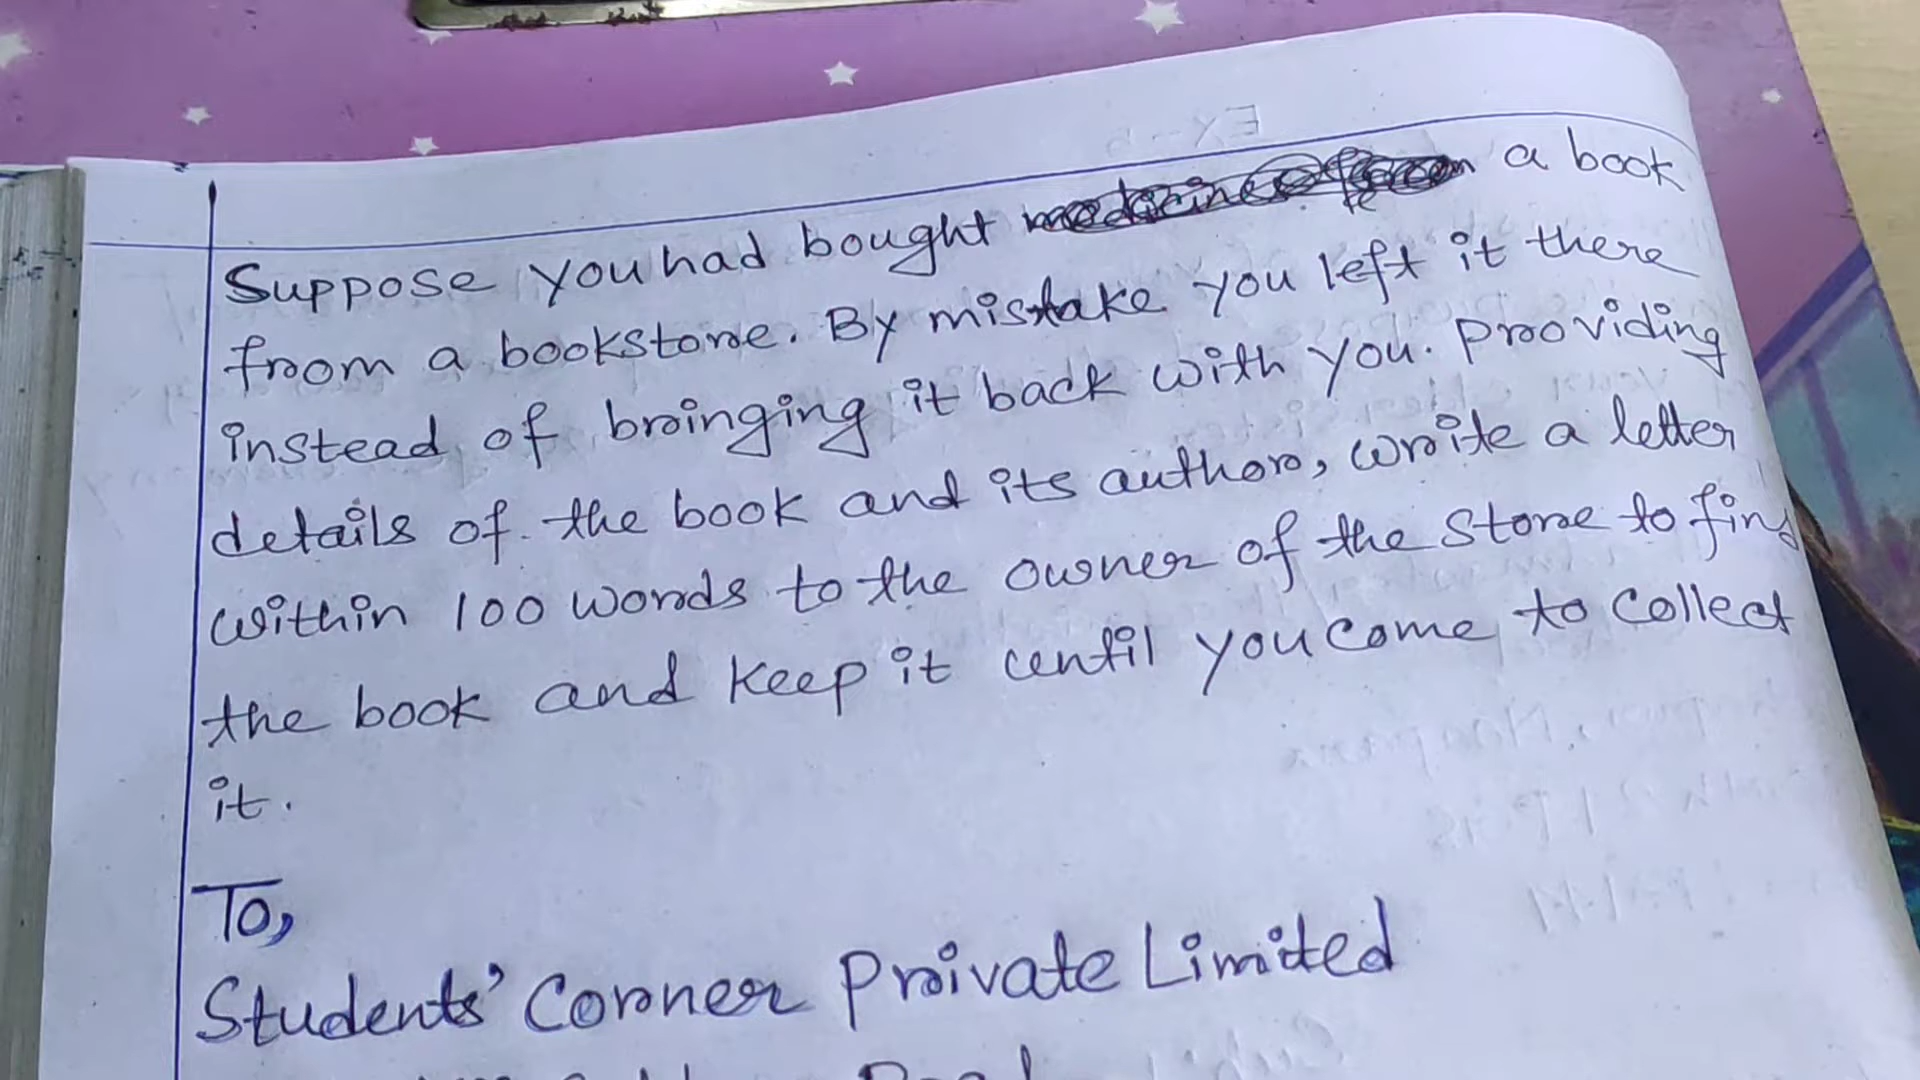 Suppose you had bought a book
from a bookstore. By mistake you left it there
instead of bringing it back with you. Providing
details of the book and its author, write a letter
within 100 words to the owner of the store to find
the book and keep it until you come to collect
it.
To,
Students' Corner Private Limited